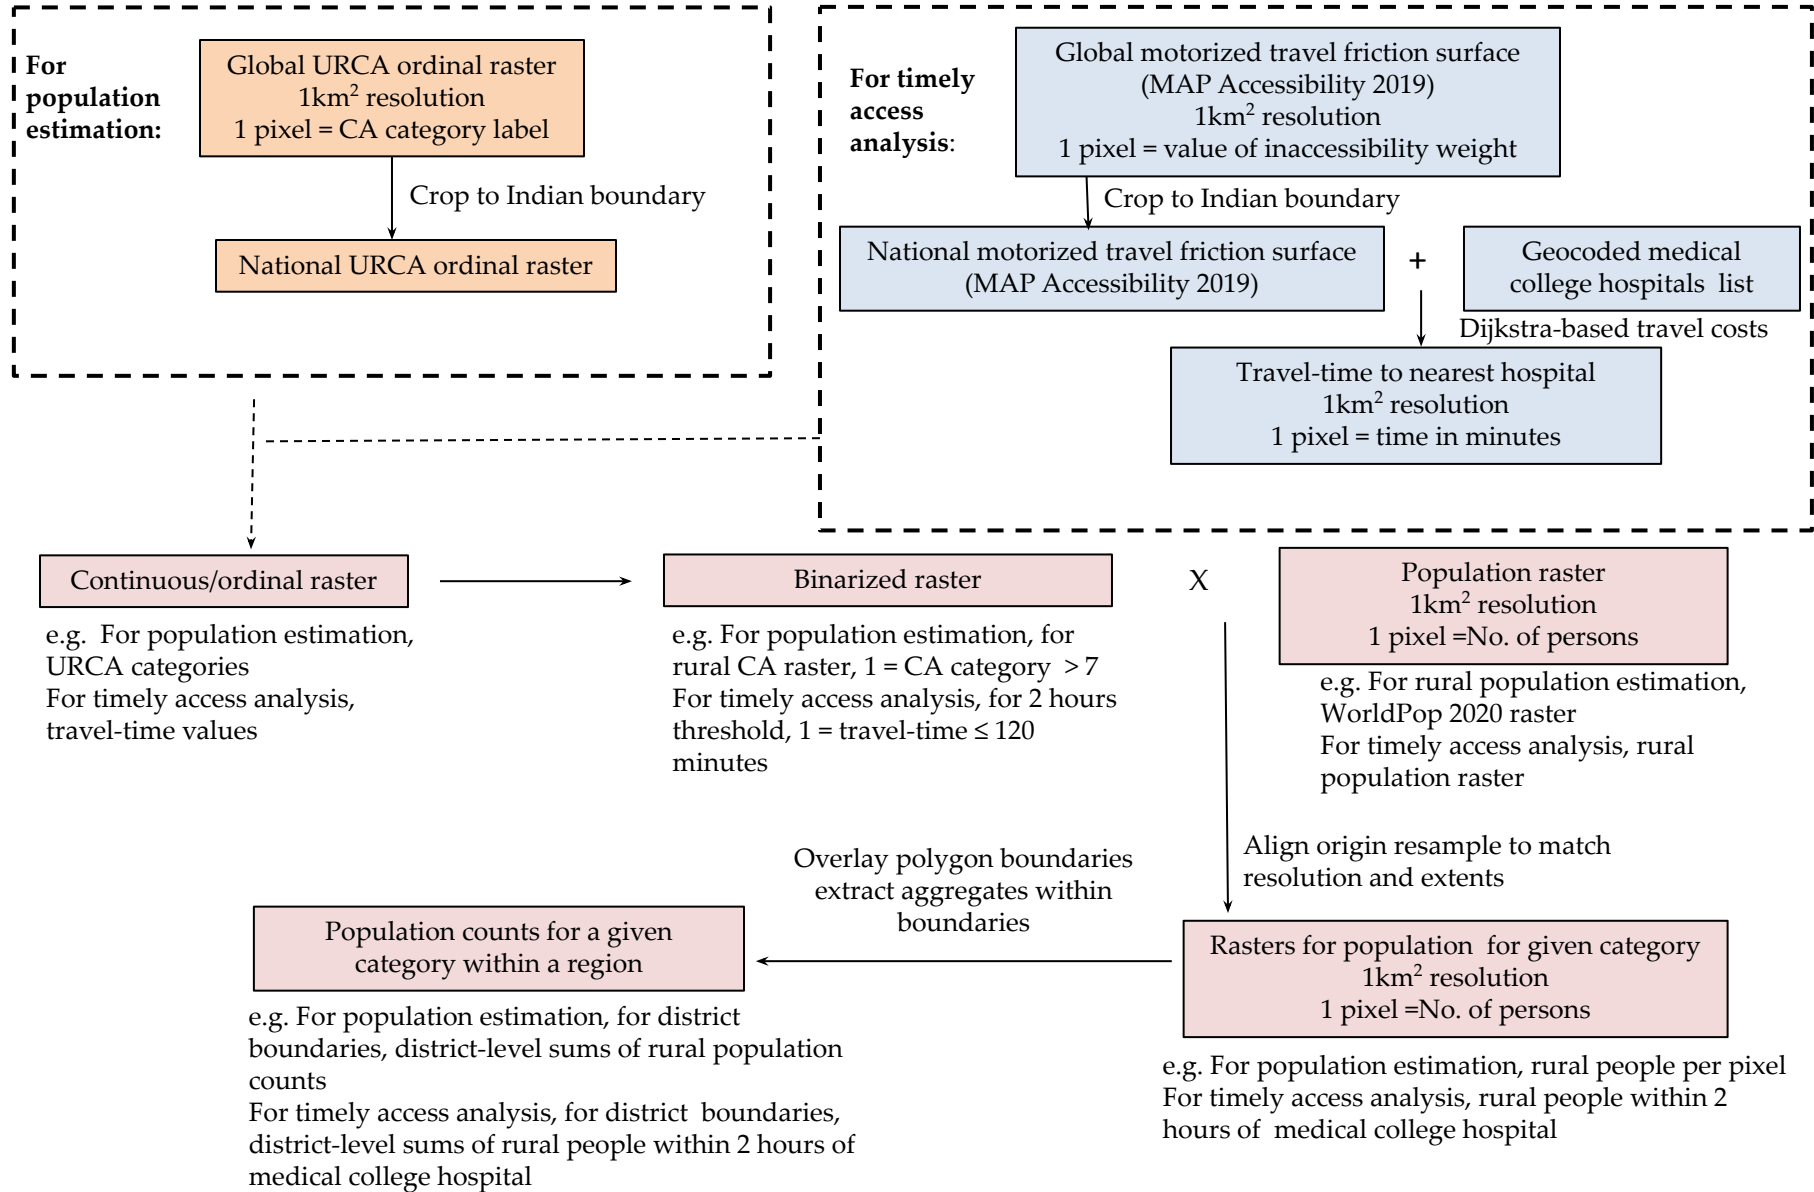 For
population
estimation:
Global URCA ordinal raster
1km² resolution
1 pixel = CA category label
Crop to Indian boundary
National URCA ordinal raster
For timely
access
analysis:
Global motorized travel friction surface
(MAP Accessibility 2019)
1km² resolution
1 pixel = value of inaccessibility weight
Crop to Indian boundary
National motorized travel friction surface
(MAP Accessibility 2019)
+
Geocoded medical
college hospitals list
Dijkstra-based travel costs
Travel-time to nearest hospital
1km² resolution
1 pixel = time in minutes
Continuous/ordinal raster
e.g. For population estimation,
URCA categories
For timely access analysis,
travel-time values
Binarized raster
e.g. For population estimation, for
rural CA raster, 1 = CA category > 7
For timely access analysis, for 2 hours
threshold, 1 = travel-time ≤ 120
minutes
X
Population raster
1km² resolution
1 pixel =No. of persons
e.g. For rural population estimation,
WorldPop 2020 raster
For timely access analysis, rural
population raster
Align origin resample to match
resolution and extents
Rasters for population for given category
1km² resolution
1 pixel =No. of persons
e.g. For population estimation, rural people per pixel
For timely access analysis, rural people within 2
hours of medical college hospital
Overlay polygon boundaries
extract aggregates within
boundaries
Population counts for a given
category within a region
e.g. For population estimation, for district
boundaries, district-level sums of rural population
counts
For timely access analysis, for district boundaries,
district-level sums of rural people within 2 hours of
medical college hospital